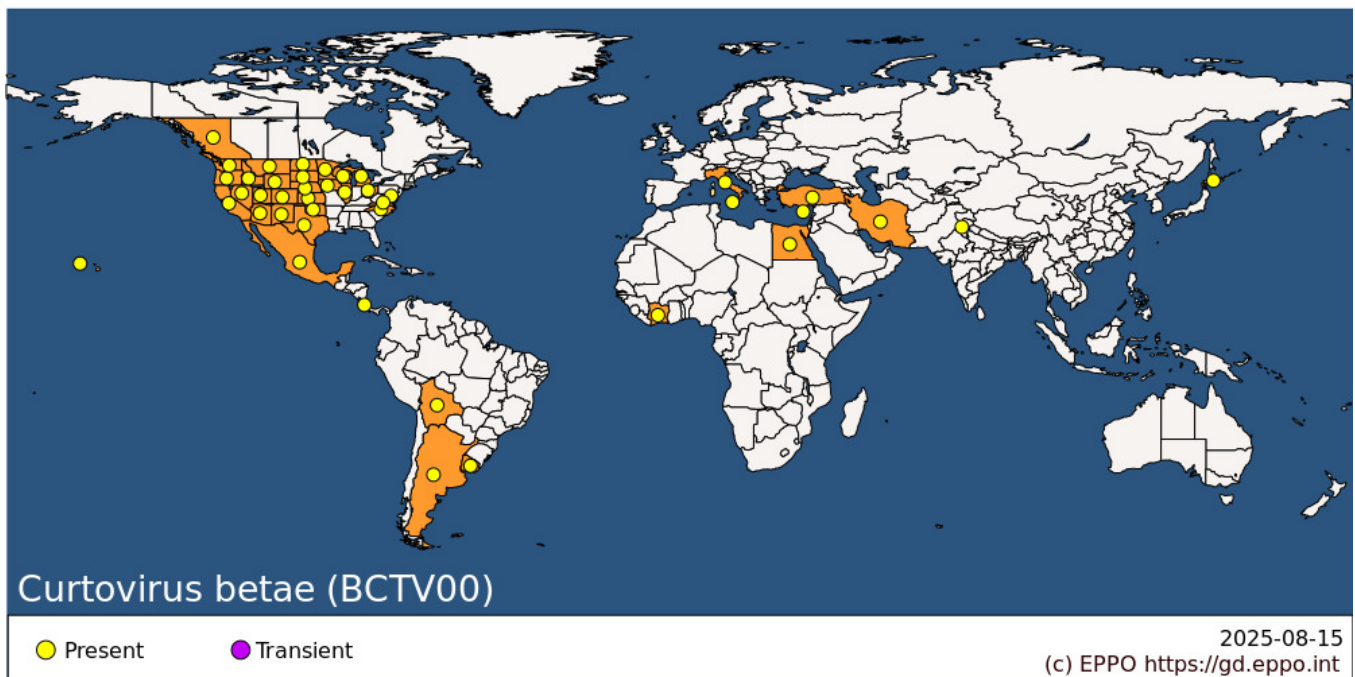 Curtovirus betae (BCTV00)
Present
Transient
2025-08-15
(c) EPPO https://gd.eppo.int